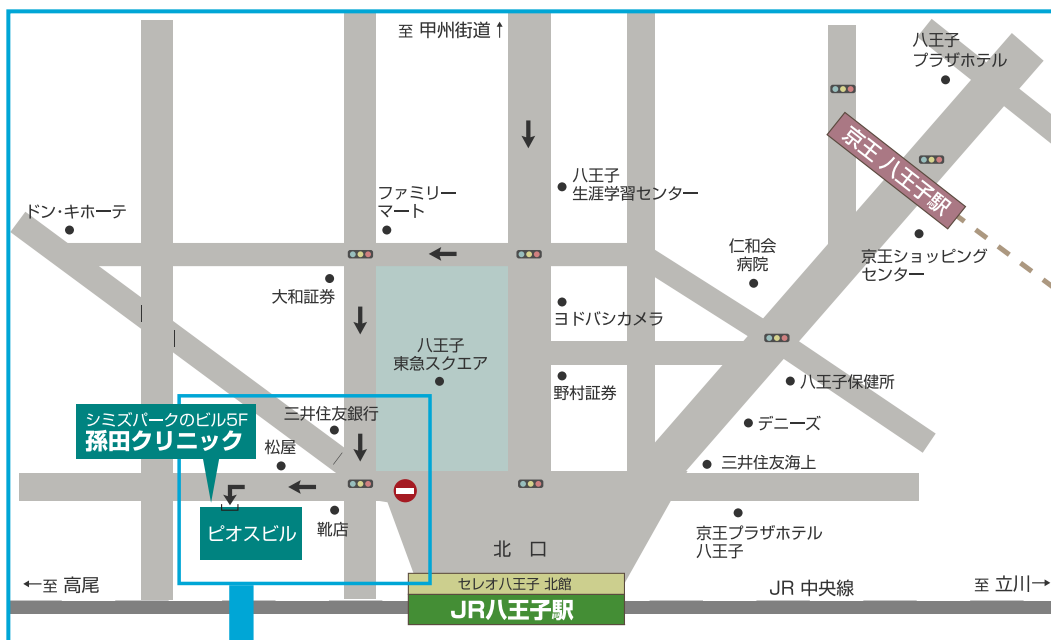 至 甲州街道↑
八王子
プラザホテル
京王 八王子駅
八王子
生涯学習センター
ファミリー
マート
ドン・キホーテ
仁和会
病院
京王ショッピング
センター
大和証券
ヨドバシカメラ
八王子
東急スクエア
野村証券
八王子保健所
シミズパークのビル5F
孫田クリニック
三井住友銀行
デニーズ
松屋
三井住友海上
ピオスビル
靴店
京王プラザホテル
八王子
北 口
←至 高尾
セレオ八王子 北館
JR八王子駅
JR 中央線
至 立川→